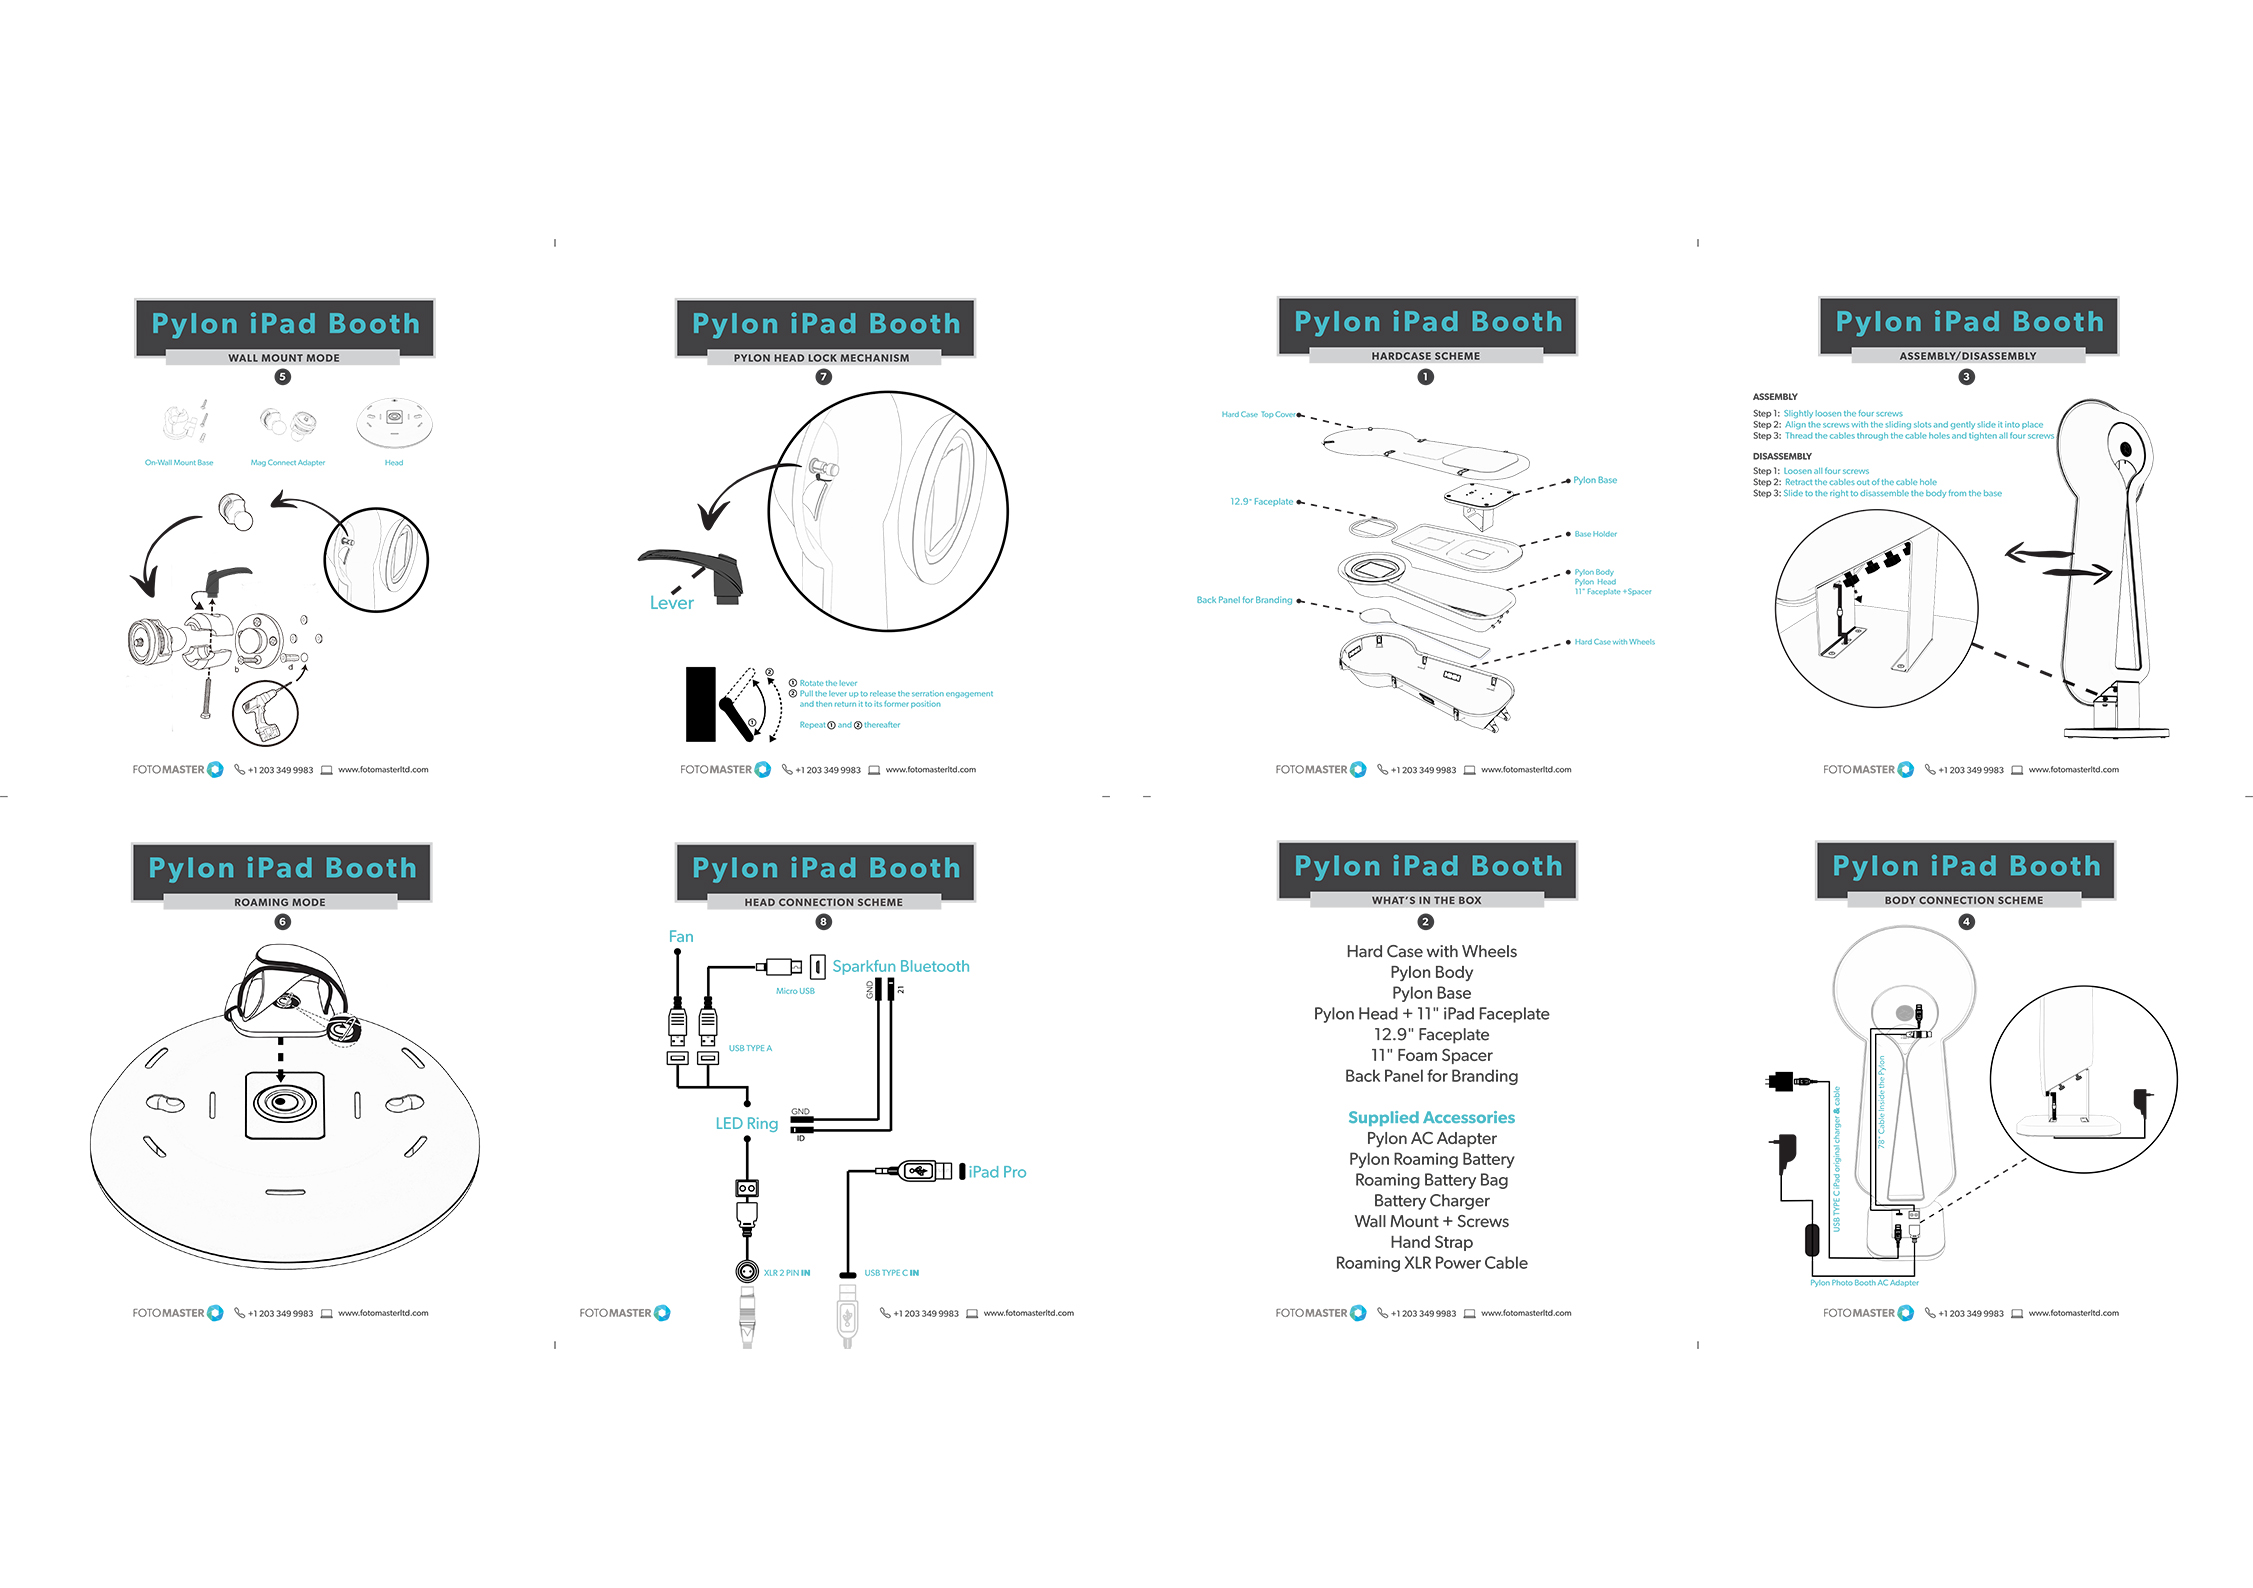 Pylon iPad Booth
WALL MOUNT MODE
5
On-Wall Mount Base
Mag Connect Adapter
Head
b
d
FOTOMASTER
+1 203 349 9983
www.fotomasterltd.com
Pylon iPad Booth
PYLON HEAD LOCK MECHANISM
7
Lever
2
1
1 Rotate the lever
2 Pull the lever up to release the serration engagement
and then return it to its former position
Repeat 1 and 2 thereafter
FOTOMASTER
+1 203 349 9983
www.fotomasterltd.com
Pylon iPad Booth
HARDCASE SCHEME
1
Hard Case Top Cover
Pylon Base
12.9" Faceplate
Base Holder
Pylon Body
Pylon Head
11" Faceplate +Spacer
Back Panel for Branding
Hard Case with Wheels
FOTOMASTER
+1 203 349 9983
www.fotomasterltd.com
Pylon iPad Booth
ASSEMBLY/DISASSEMBLY
3
ASSEMBLY
Step 1: Slightly loosen the four screws
Step 2: Align the screws with the sliding slots and gently slide it into place
Step 3: Thread the cables through the cable holes and tighten all four screws
DISASSEMBLY
Step 1: Loosen all four screws
Step 2: Retract the cables out of the cable hole
Step 3: Slide to the right to disassemble the body from the base
FOTOMASTER
+1 203 349 9983
www.fotomasterltd.com
Pylon iPad Booth
ROAMING MODE
6
FOTOMASTER
+1 203 349 9983
www.fotomasterltd.com
Pylon iPad Booth
HEAD CONNECTION SCHEME
8
Fan
Sparkfun Bluetooth
Micro USB
GND
21
USB TYPE A
LED Ring
GND
ID
iPad Pro
XLR 2 PIN IN
USB TYPE C IN
FOTOMASTER
+1 203 349 9983
www.fotomasterltd.com
Pylon iPad Booth
WHAT'S IN THE BOX
2
Hard Case with Wheels
Pylon Body
Pylon Base
Pylon Head + 11" iPad Faceplate
12.9" Faceplate
11" Foam Spacer
Back Panel for Branding
Supplied Accessories
Pylon AC Adapter
Pylon Roaming Battery
Roaming Battery Bag
Battery Charger
Wall Mount + Screws
Hand Strap
Roaming XLR Power Cable
FOTOMASTER
+1 203 349 9983
www.fotomasterltd.com
Pylon iPad Booth
BODY CONNECTION SCHEME
4
USB TYPE C iPad original charger & cable
78" Cable Inside the Pylon
Pylon Photo Booth AC Adapter
FOTOMASTER
+1 203 349 9983
www.fotomasterltd.com